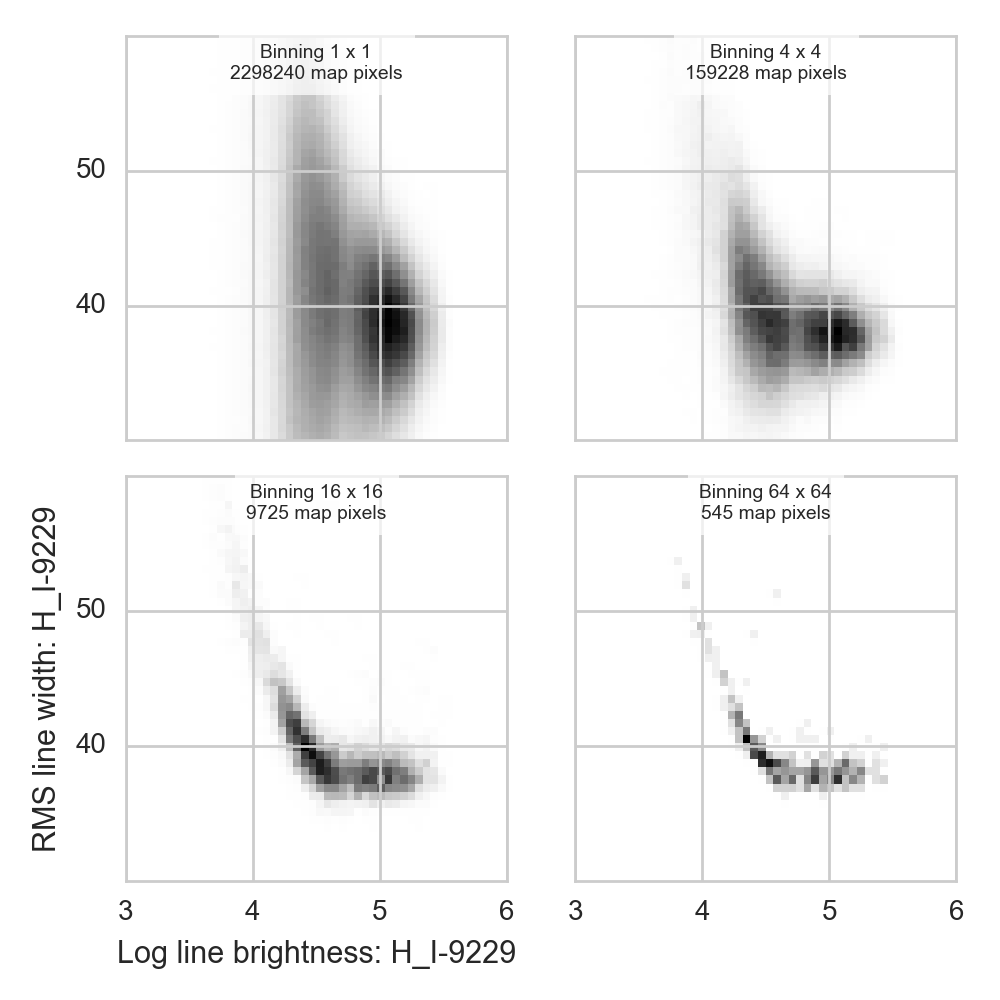 Binning 1 x 1
2298240 map pixels
Binning 4 x 4
159228 map pixels
50
40
Binning 16 x 16
9725 map pixels
Binning 64 x 64
545 map pixels
50
40
RMS line width: H_I-9229
3 4 5 6
3 4 5 6
Log line brightness: H_I-9229